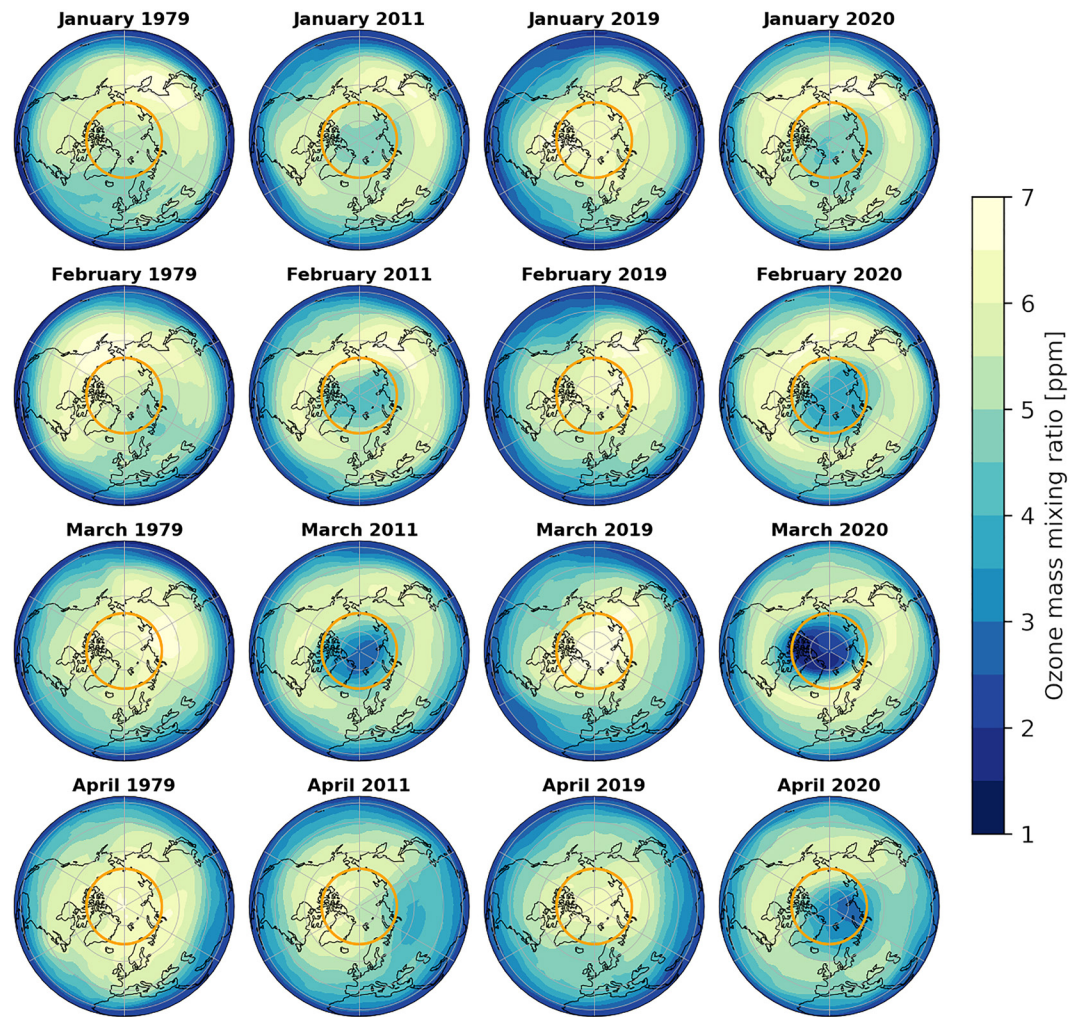 January 1979
January 2011
January 2019
January 2020
February 1979
February 2011
February 2019
February 2020
March 1979
March 2011
March 2019
March 2020
April 1979
April 2011
April 2019
April 2020
7
6
5
4
3
2
1
Ozone mass mixing ratio [ppm]